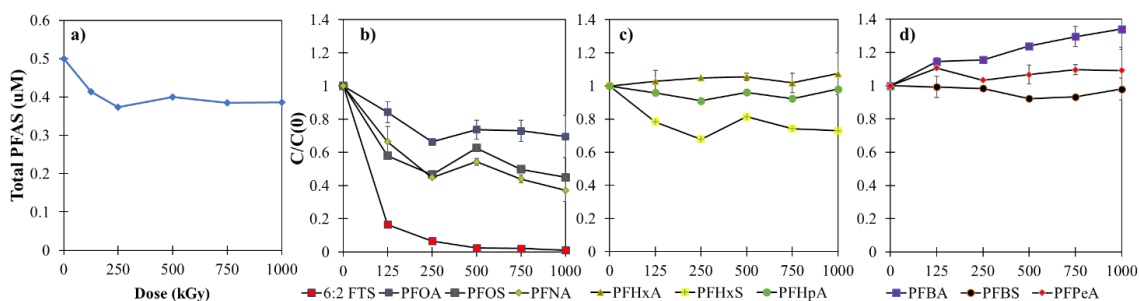 a)
Total PFAS (uM)
0.6
0.5
0.4
0.3
0.2
0.1
0
0 250 500 750 1000
Dose (kGy)
b)
C/C(0)
1.4
1.2
1
0.8
0.6
0.4
0.2
0
0 125 250 500 750 1000
6:2 FTS PFOA PFOS PFNA
c)
1.4
1.2
1
0.8
0.6
0.4
0.2
0
0 125 250 500 750 1000
PFHxA PFHxS PFHpA
d)
1.4
1.2
1
0.8
0.6
0.4
0.2
0
0 125 250 500 750 1000
PFBA PFBS PFPeA